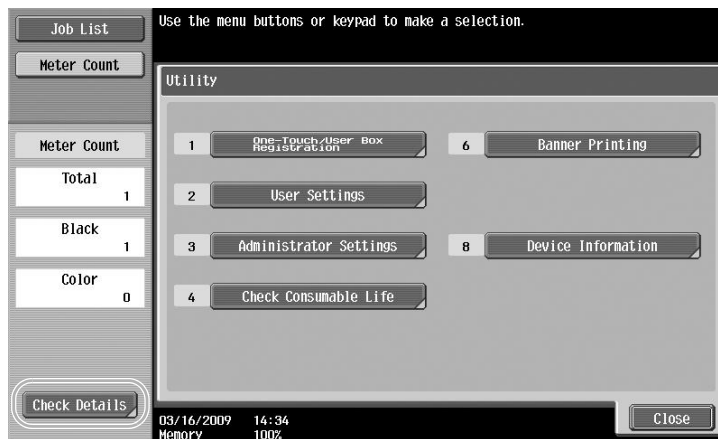 Job List
Meter Count
Use the menu buttons or keypad to make a selection.
Utility
Meter Count
Total
1
Black
1
Color
0
Check Details
1 One-Touch/User Box
Registration
2 User Settings
3 Administrator Settings
4 Check Consumable Life
6 Banner Printing
8 Device Information
03/16/2009 14:34
Memory 100%
Close